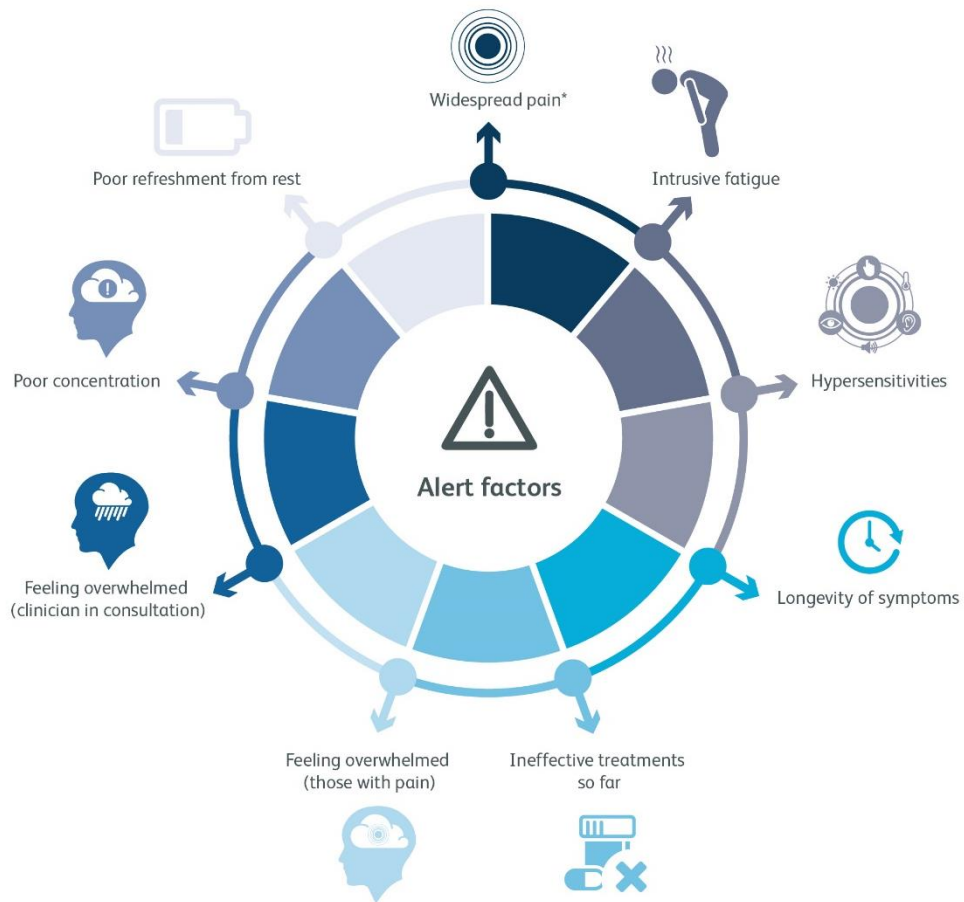 Widespread pain*
Intrusive fatigue
Hypersensitivities
Longevity of symptoms
Ineffective treatments
so far
Feeling overwhelmed
(those with pain)
Feeling overwhelmed
(clinician in consultation)
Poor concentration
Poor refreshment from rest
Alert factors